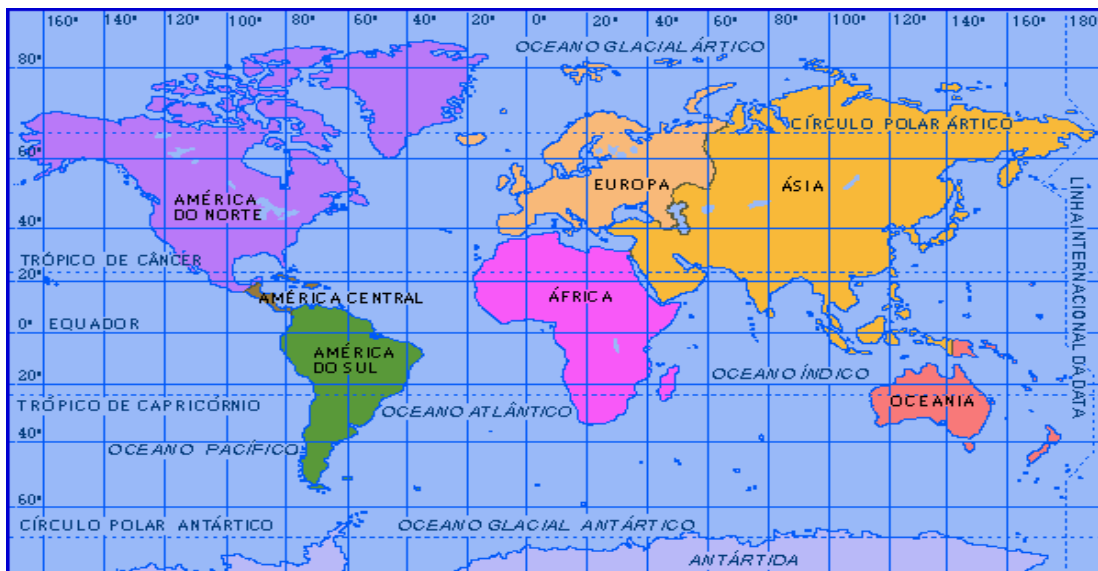 160° 140° 120° 100° 80° 60° 40° 20° 0° 20° 40° 60° 80° 100° 120° 140° 160° 180°
OCEANO GLACIAL ÁRTICO
80°
CÍRCULO POLAR ÁRTICO
60°
EUROPA
ÁSIA
AMÉRICA
DO NORTE
40°
LINHA INTERNACIONAL DÁ DATA
TRÓPICO DE CÂNCER
20°
AMÉRICA CENTRAL
ÁFRICA
0° EQUADOR
AMÉRICA
DO SUL
OCEANO ÍNDICO
20°
TRÓPICO DE CAPRICÓRNIO
OCEANO ATLÂNTICO
OCEANIA
40°
OCEANO PACÍFICO
60°
CÍRCULO POLAR ANTÁRTICO
OCEANO GLACIAL ANTÁRTICO
ANTÁRTIDA